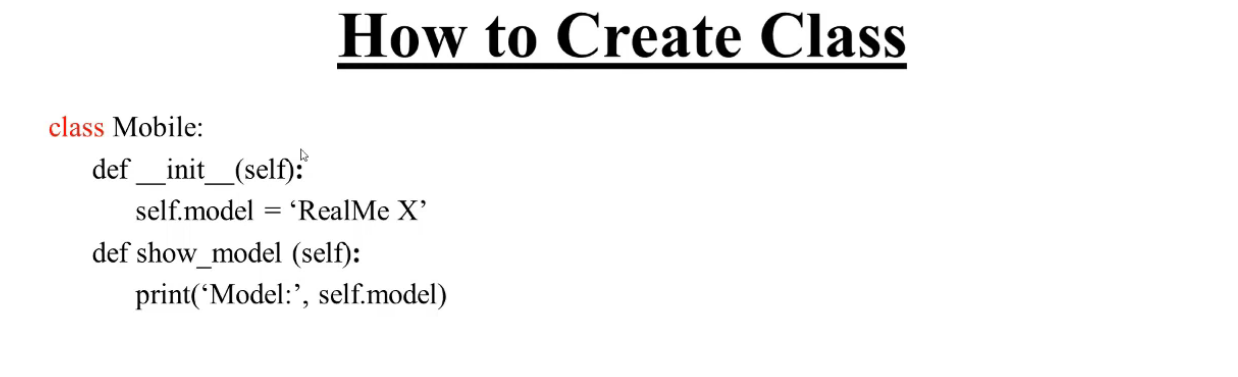 How to Create Class
class Mobile:
def __init__(self):
self.model = ‘RealMe X’
def show_model (self):
print(‘Model:’, self.model)